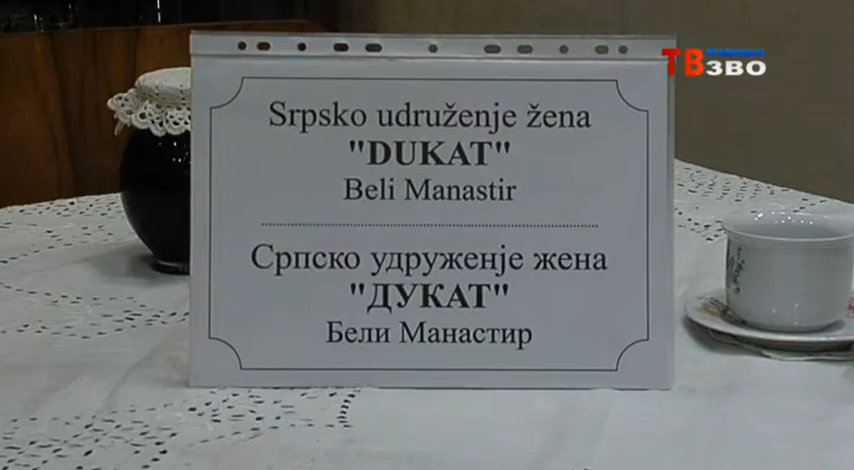 Srpsko udruženje žena
"DUKAT"
Beli Manastir
Српско удружење жена
"ДУКАТ"
Бели Манастир
ТВ
ЗВО